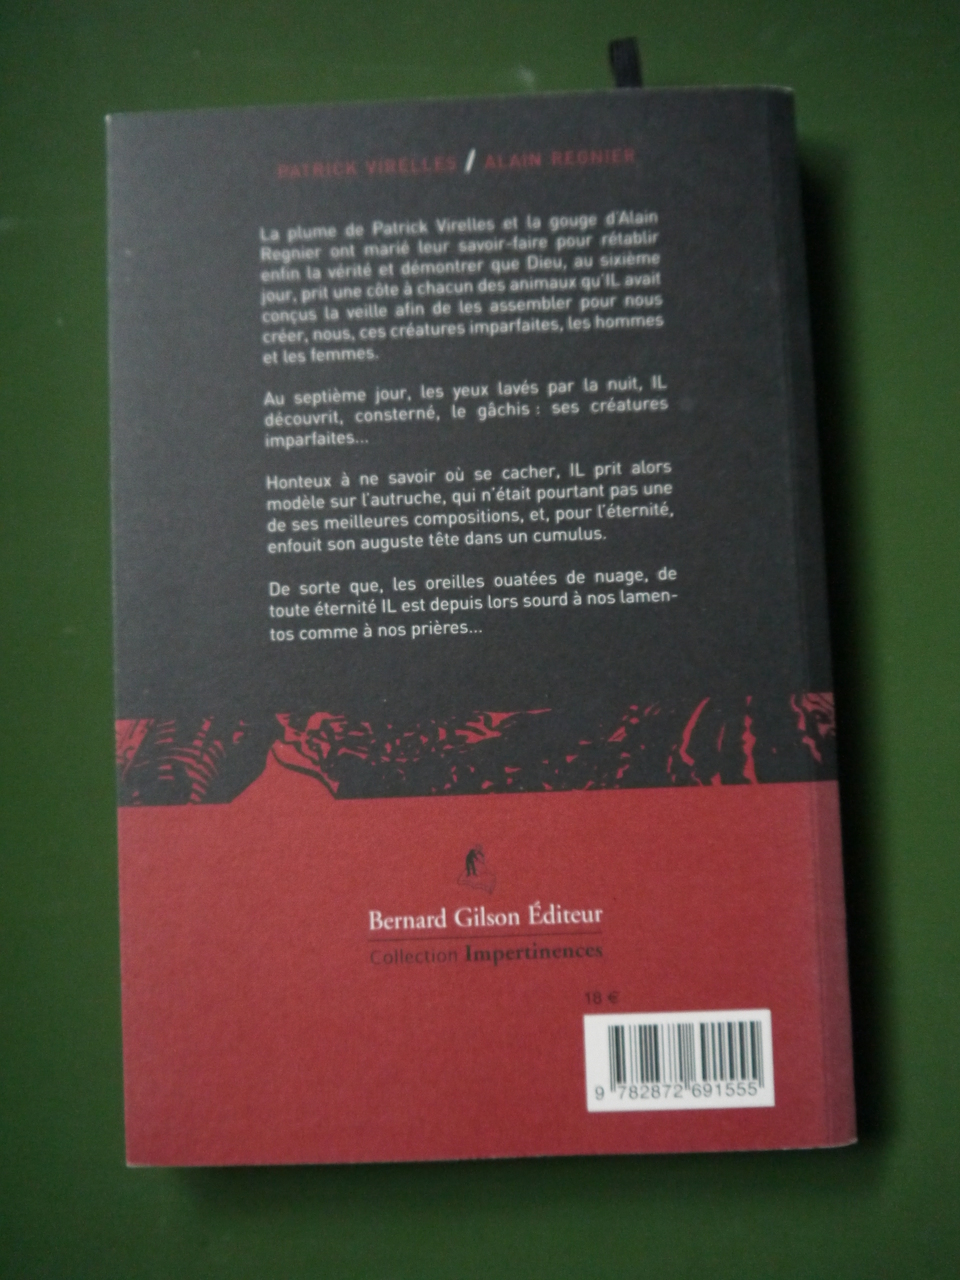 PATRICK VIRELLES / ALAIN REGNIER
La plume de Patrick Virelles et la gouge d'Alain
Regnier ont marié leur savoir-faire pour rétablir
enfin la vérité et démontrer que Dieu, au sixième
jour, prit une côte à chacun des animaux qu'IL avait
conçus la veille afin de les assembler pour nous
créer, nous, ces créatures imparfaites, les hommes
et les femmes.
Au septième jour, les yeux lavés par la nuit, IL
découvrit, consterné, le gâchis : ses créatures
imparfaites...
Honteux à ne savoir où se cacher, IL prit alors
modèle sur l'autruche, qui n'était pourtant pas une
de ses meilleures compositions, et, pour l'éternité,
enfouit son auguste tête dans un cumulus.
De sorte que, les oreilles ouatées de nuage, de
toute éternité IL est depuis lors sourd à nos lamen-
tos comme à nos prières...
Bernard Gilson Éditeur
Collection Impertinences
18 €
9 782872 691555